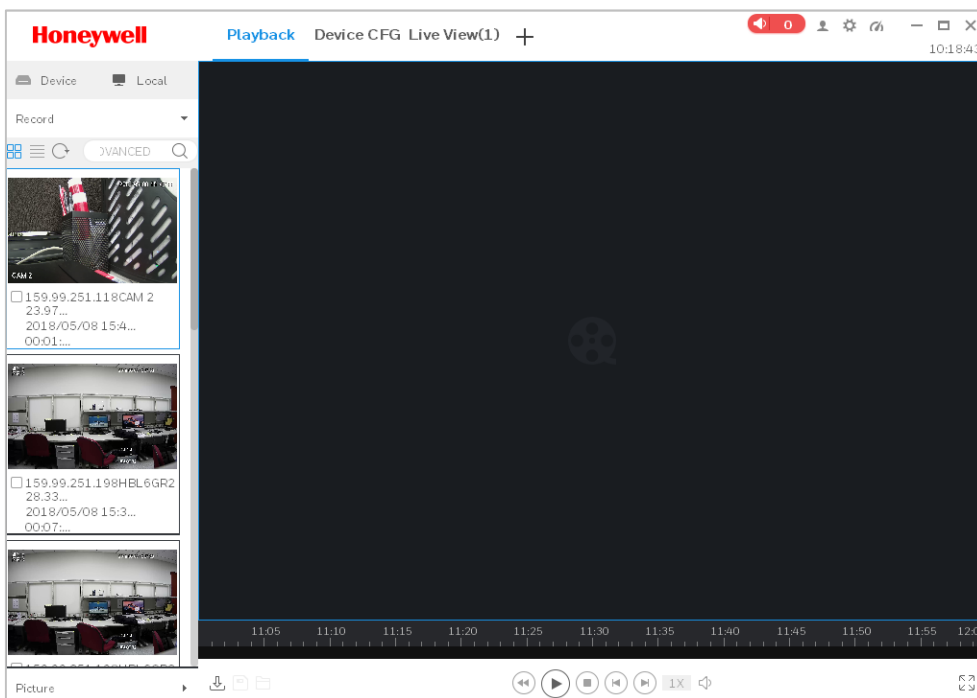 Honeywell
Playback Device CFG Live View(1)
0
10:18:43
Device Local
Record
OVANCED
CAM 2
159.99.251.118CAM 2
23.97...
2018/05/08 15:4...
00:01:...
159.99.251.198HBL6GR2
28.33...
2018/05/08 15:3...
00:07:...
11:05 11:10 11:15 11:20 11:25 11:30 11:35 11:40 11:45 11:50 11:55 12:0
Picture
1X